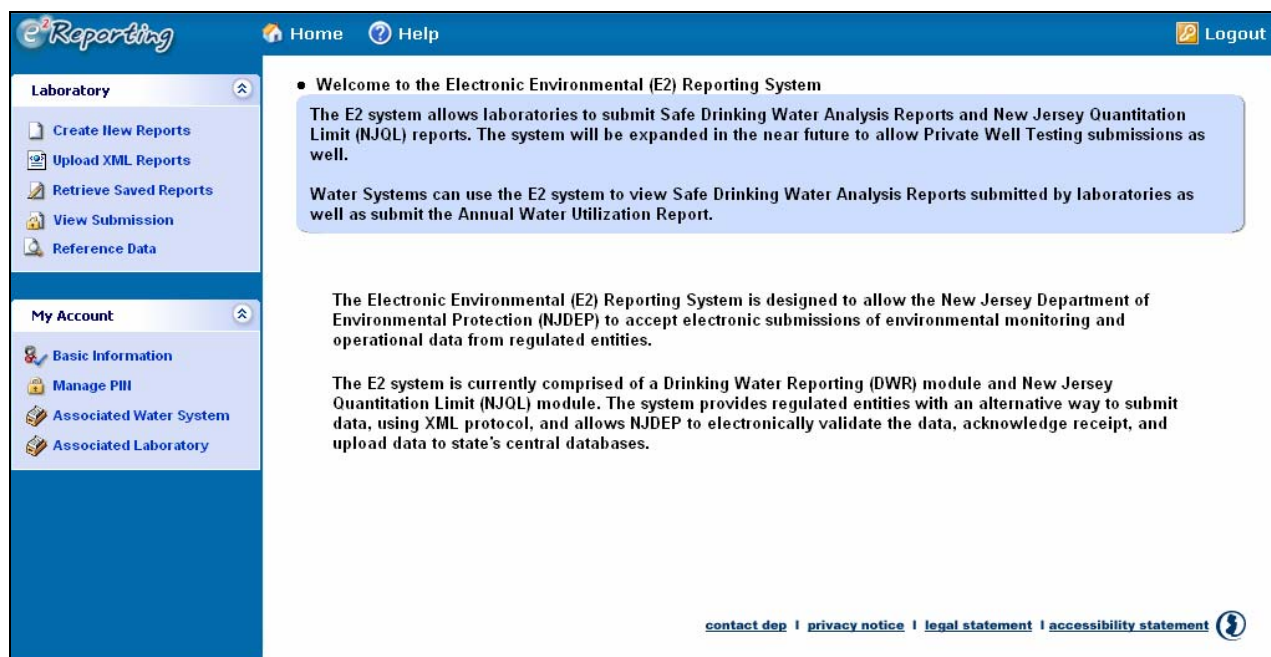 e2Reporting
Home
Help
Logout
Laboratory
Create New Reports
Upload XML Reports
Retrieve Saved Reports
View Submission
Reference Data
My Account
Basic Information
Manage PIN
Associated Water System
Associated Laboratory
• Welcome to the Electronic Environmental (E2) Reporting System
The E2 system allows laboratories to submit Safe Drinking Water Analysis Reports and New Jersey Quantitation
Limit (NJQL) reports. The system will be expanded in the near future to allow Private Well Testing submissions as
well.
Water Systems can use the E2 system to view Safe Drinking Water Analysis Reports submitted by laboratories as
well as submit the Annual Water Utilization Report.
The Electronic Environmental (E2) Reporting System is designed to allow the New Jersey Department of
Environmental Protection (NJDEP) to accept electronic submissions of environmental monitoring and
operational data from regulated entities.
The E2 system is currently comprised of a Drinking Water Reporting (DWR) module and New Jersey
Quantitation Limit (NJQL) module. The system provides regulated entities with an alternative way to submit
data, using XML protocol, and allows NJDEP to electronically validate the data, acknowledge receipt, and
upload data to state's central databases.
contact dep | privacy notice | legal statement | accessibility statement